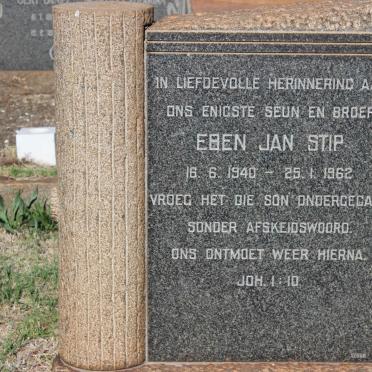 IN LIEFDEVOLLE HERINNERING A
ONS ENIGSTE SEUN EN BROER
EBEN JAN STIP
16. 6. 1940 – 25. 1. 1962
VROEG HET DIE SON ONDERGEGA
SONDER AFSKEIDSWOORD.
ONS ONTMOET WEER HIERNA.
JOH. 1:10.